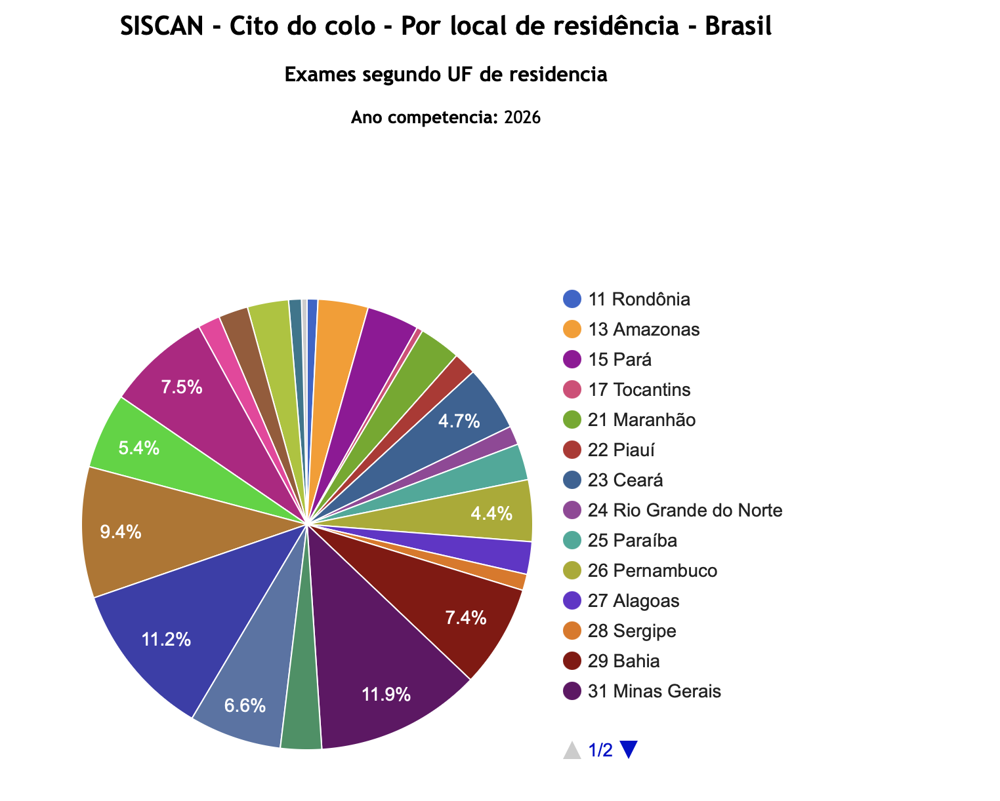 SISCAN - Cito do colo - Por local de residência - Brasil
Exames segundo UF de residencia
Ano competencia: 2026
11 Rondônia
13 Amazonas
15 Pará
17 Tocantins
21 Maranhão
22 Piauí
23 Ceará
24 Rio Grande do Norte
25 Paraíba
26 Pernambuco
27 Alagoas
28 Sergipe
29 Bahia
31 Minas Gerais
1/2
4.7%
4.4%
7.4%
11.9%
6.6%
11.2%
9.4%
5.4%
7.5%